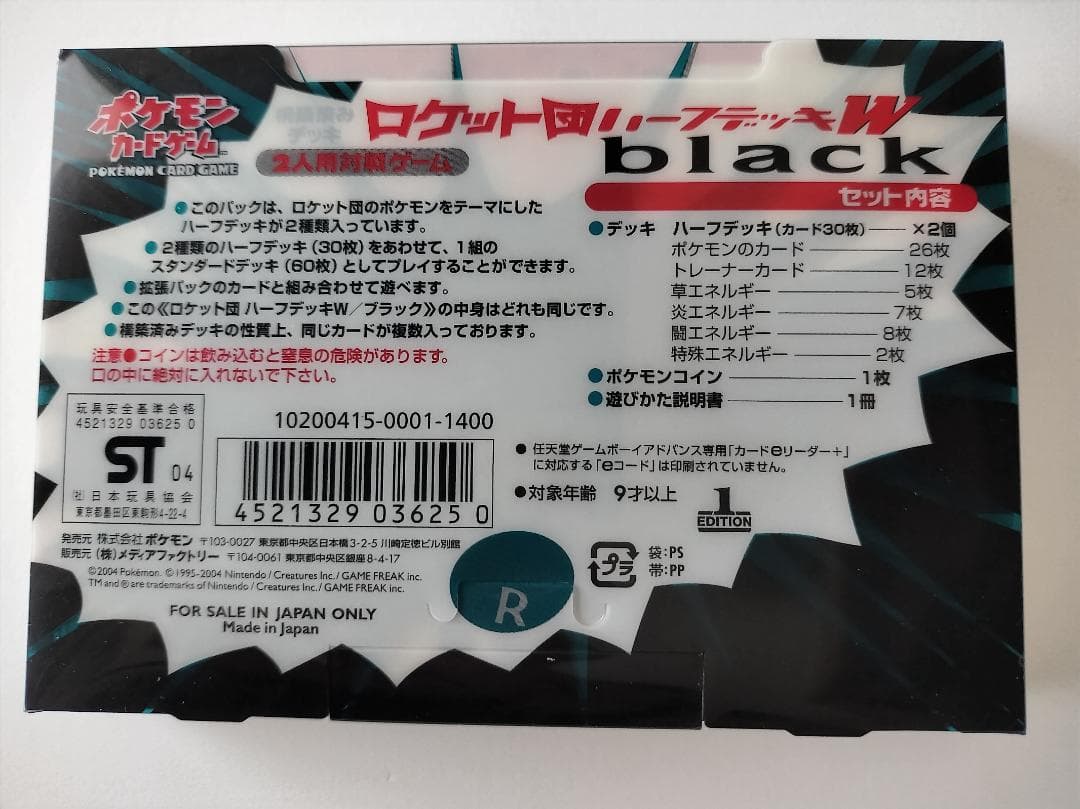 ポケモン
カードゲーム
POKÉMON CARD GAME
構築済み
デッキ
2人用対戦ゲーム
ロケット団ハーフデッキW
black
●このパックは、ロケット団のポケモンをテーマにした
ハーフデッキが2種類入っています。
●2種類のハーフデッキ(30枚)をあわせて、1組の
スタンダードデッキ(60枚)としてプレイすることができます。
●拡張パックのカードと組み合わせて遊べます。
●この《ロケット団 ハーフデッキW/ブラック》の中身はどれも同じです。
●構築済みデッキの性質上、同じカードが複数入っております。
注意●コインは飲み込むと窒息の危険があります。
口の中に絶対に入れないで下さい。
セット内容
●デッキ ハーフデッキ(カード30枚)──×2個
ポケモンのカード──26枚
トレーナーカード──12枚
草エネルギー──5枚
炎エネルギー──7枚
闘エネルギー──8枚
特殊エネルギー──2枚
●ポケモンコイン──1枚
●遊びかた説明書──1冊
玩具安全基準合格
4521329 03625 0
ST 04
(社)日本玩具協会
東京都墨田区東駒形4-22-4
10200415-0001-1400
4521329 036250
●任天堂ゲームボーイアドバンス専用「カードeリーダー+」
に対応する「eコード」は印刷されていません。
●対象年齢 9才以上
1
EDITION
発売元 株式会社 ポケモン 〒103-0027 東京都中央区日本橋3-2-5 川崎定徳ビル別館
販売元 (株)メディアファクトリー 〒104-0061 東京都中央区銀座8-4-17
©2004 Pokémon. ©1995-2004 Nintendo / Creatures Inc. / GAME FREAK inc.
TM and ® are trademarks of Nintendo / Creatures Inc. / GAME FREAK inc.
FOR SALE IN JAPAN ONLY
Made in Japan
R
プラ
袋:PS
帯:PP